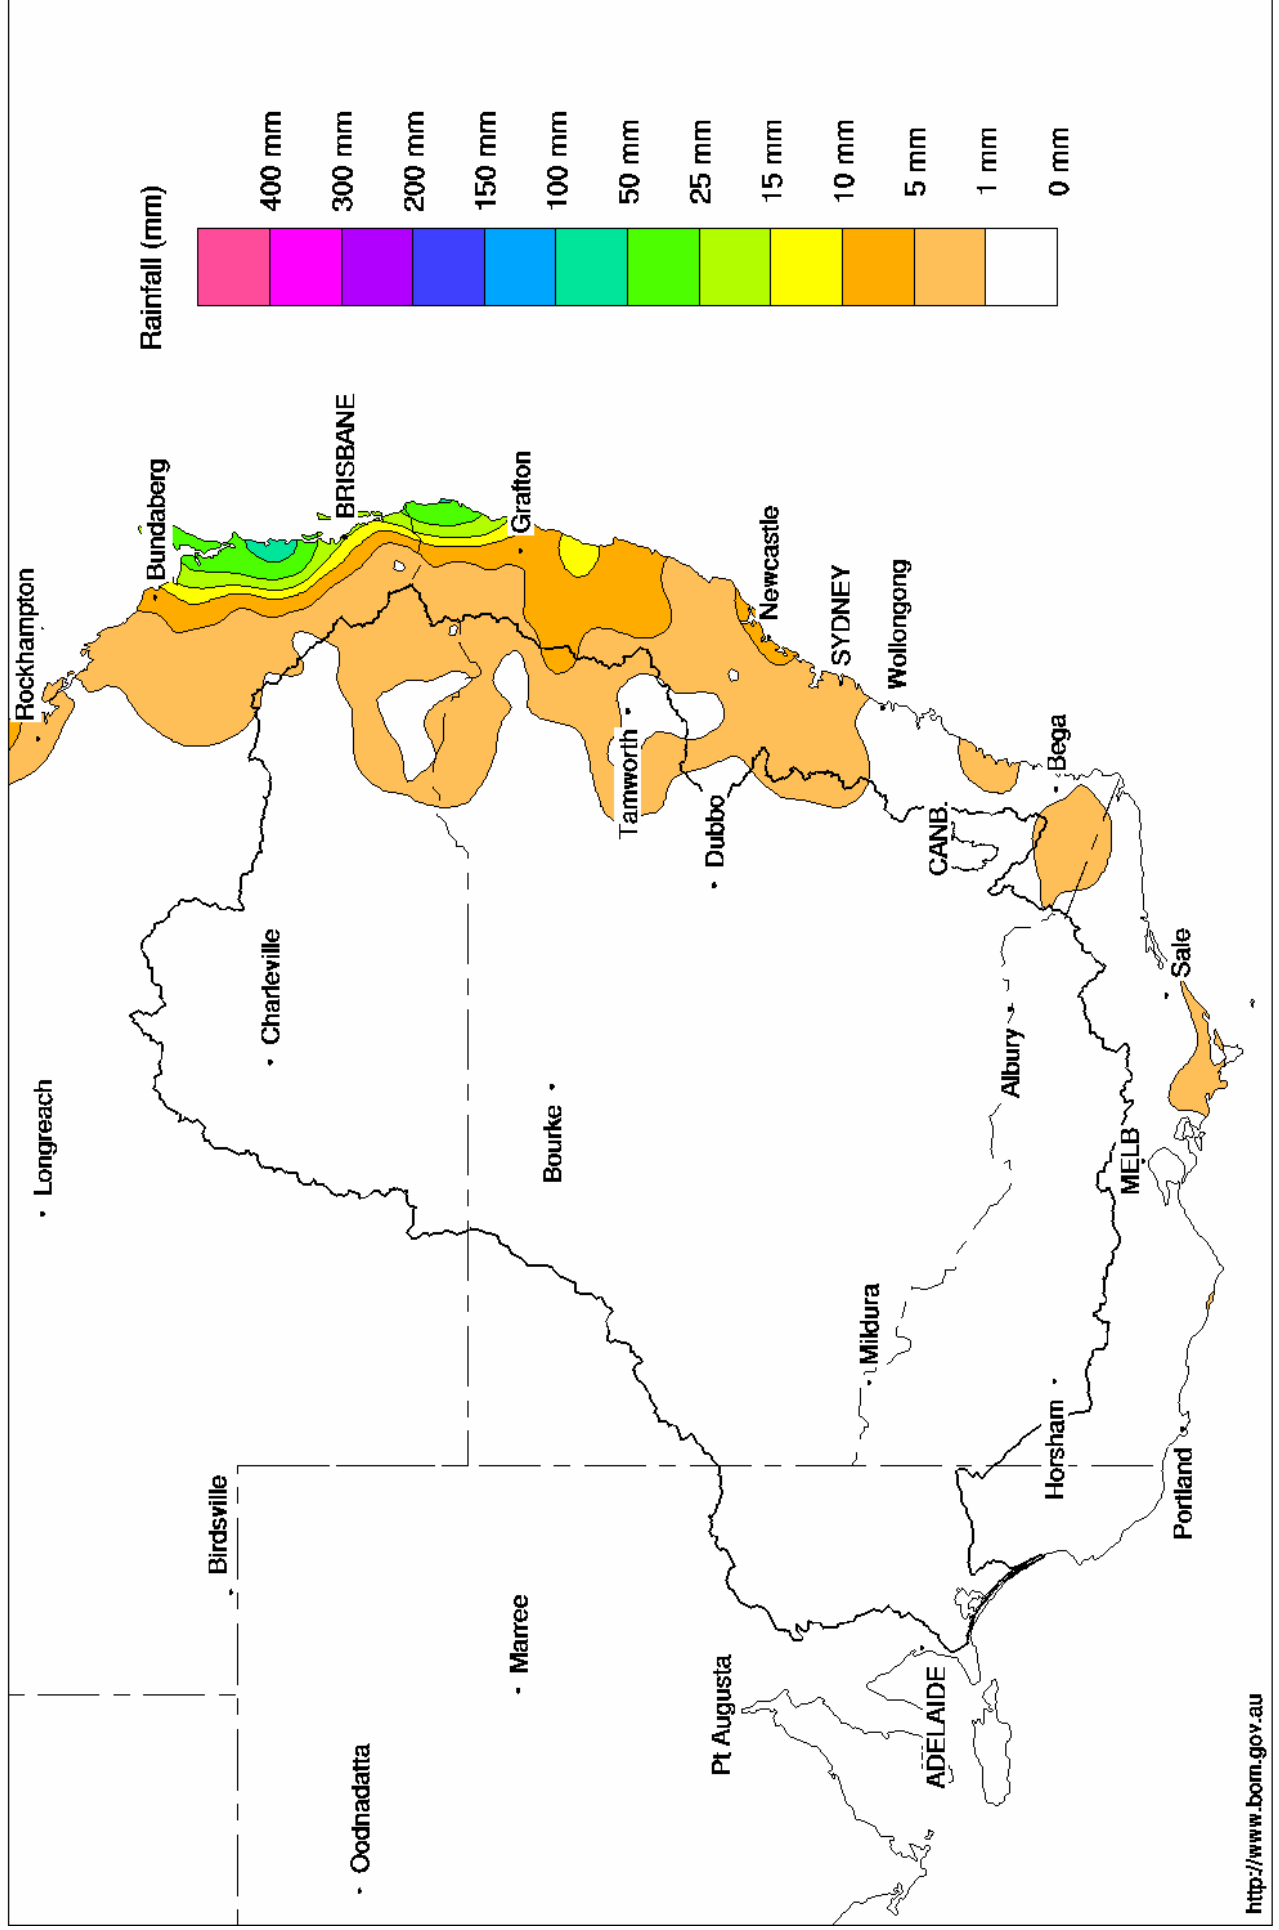 Rainfall (mm)
400 mm
300 mm
200 mm
150 mm
100 mm
50 mm
25 mm
15 mm
10 mm
5 mm
1 mm
0 mm
Rockhampton
Longreach
Bundaberg
Birdsville
Charleville
BRISBANE
Oodnadatta
Marree
Grafton
Bourke
Tamworth
Pt Augusta
Dubbo
Newcastle
SYDNEY
Mildura
Wollongong
ADELAIDE
CANB.
Albury
Horsham
Bega
MELB
Sale
Portland
http://www.bom.gov.au